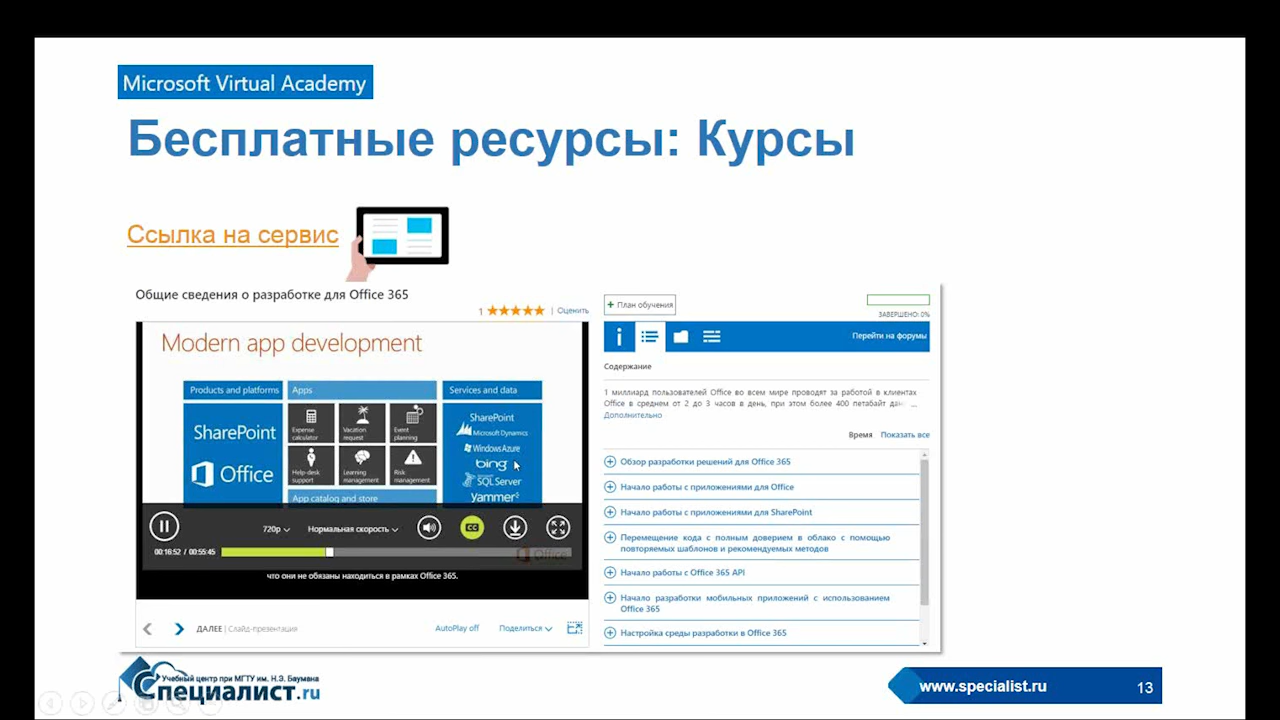 Microsoft Virtual Academy
Бесплатные ресурсы: Курсы
Ссылка на сервис
Общие сведения о разработке для Office 365
1 | Оценить
Modern app development
Products and platforms
Apps
Services and data
SharePoint
Office
Expense calculator
Vacation request
Event planning
Help-desk support
Learning management
Risk management
App catalog and store
SharePoint
Microsoft Dynamics
Windows Azure
bing
Microsoft
SQL Server
yammer
720p
Нормальная скорость
CC
00:16:52 / 00:55:45
Office
что они не обязаны находиться в рамках Office 365.
ДАЛЕЕ | Слайд-презентация
AutoPlay off
Поделиться
+ План обучения
ЗАВЕРШЕНО: 0%
Перейти на форумы
Содержание
1 миллиард пользователей Office во всем мире проводят за работой в клиентах
Office в среднем от 2 до 3 часов в день, при этом более 400 петабайт ...
Дополнительно
Время Показать все
Обзор разработки решений для Office 365
Начало работы с приложениями для Office
Начало работы с приложениями для SharePoint
Перемещение кода с полным доверием в облако с помощью
повторяемых шаблонов и рекомендуемых методов
Начало работы с Office 365 API
Начало разработки мобильных приложений с использованием
Office 365
Настройка среды разработки в Office 365
Учебный центр при МГТУ им. Н.Э. Баумана
Специалист.ru
www.specialist.ru
13